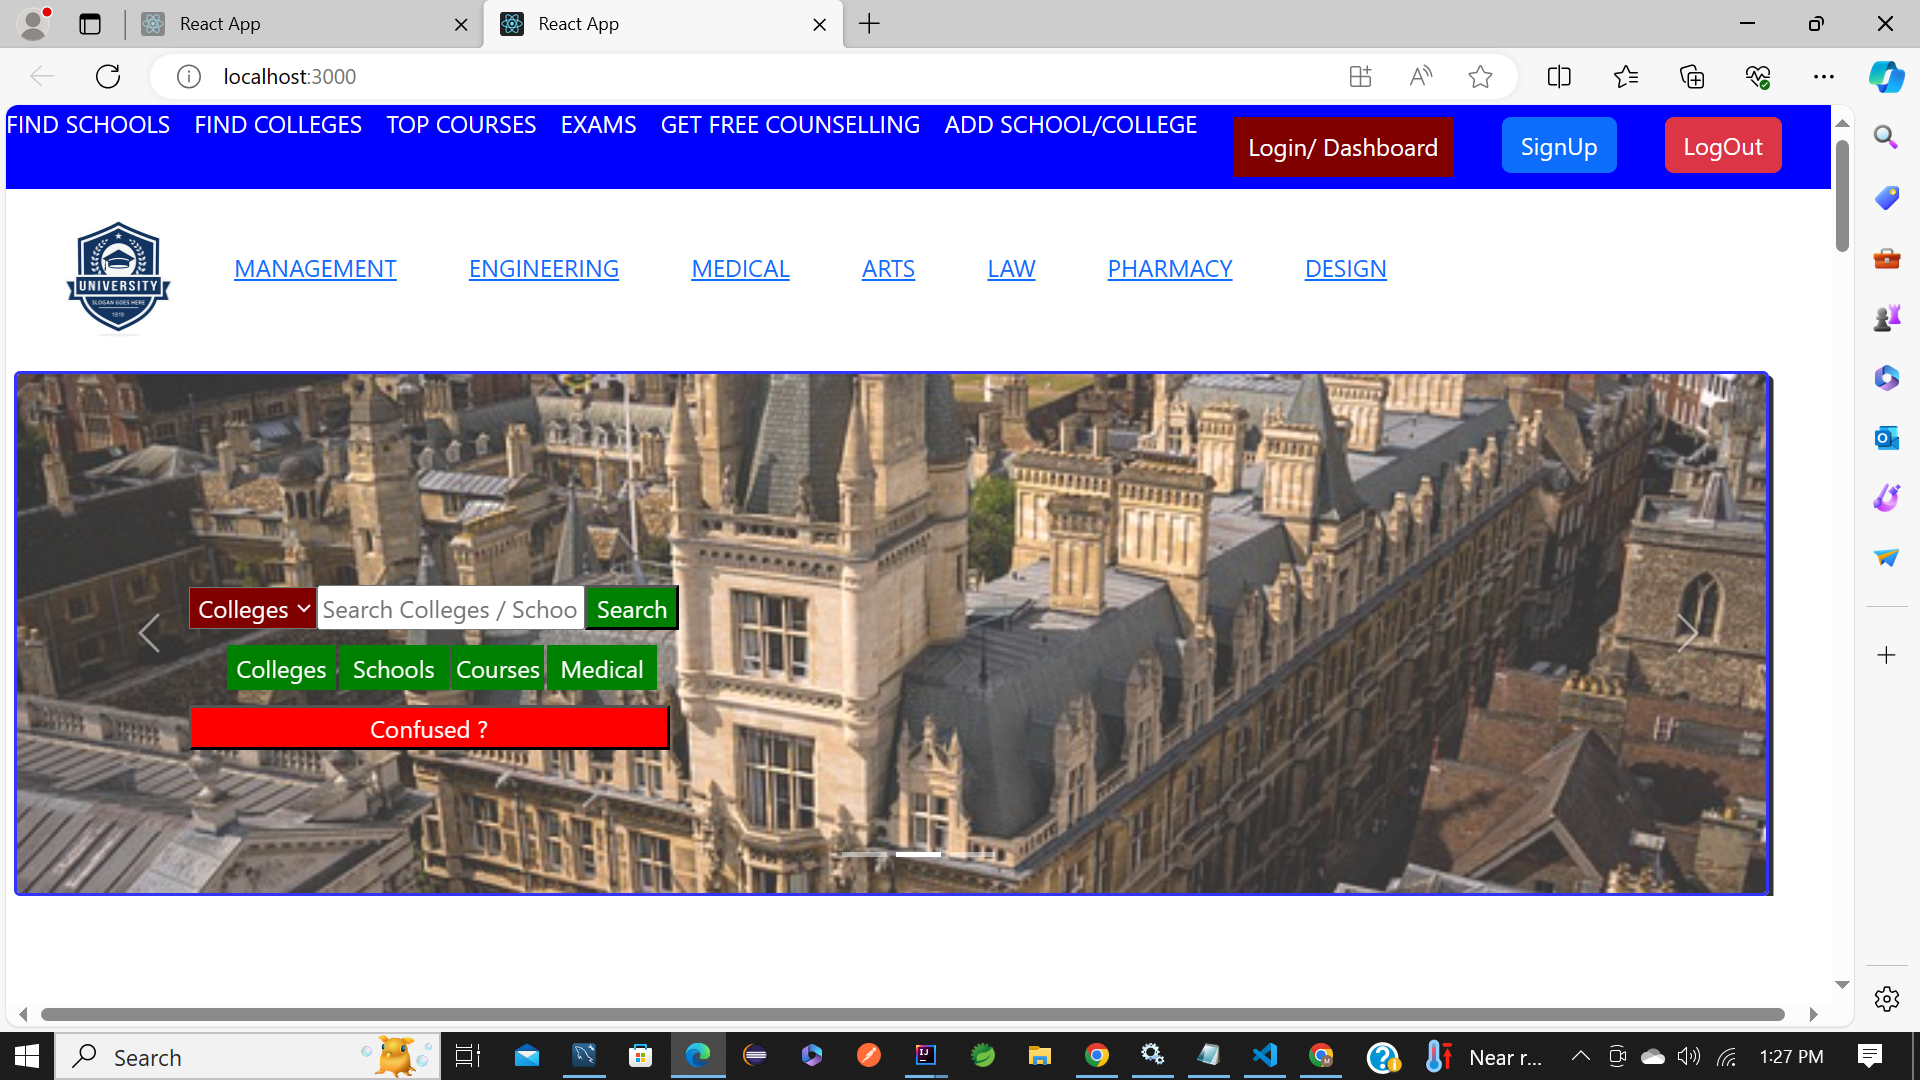 React App
React App
localhost:3000
FIND SCHOOLS FIND COLLEGES TOP COURSES EXAMS GET FREE COUNSELLING ADD SCHOOL/COLLEGE Login/ Dashboard SignUp LogOut
UNIVERSITY
SLOGAN GOES HERE
1919
MANAGEMENT ENGINEERING MEDICAL ARTS LAW PHARMACY DESIGN
Colleges Search Colleges / Schoo Search
Colleges Schools Courses Medical
Confused ?
Search
Near r...
1:27 PM